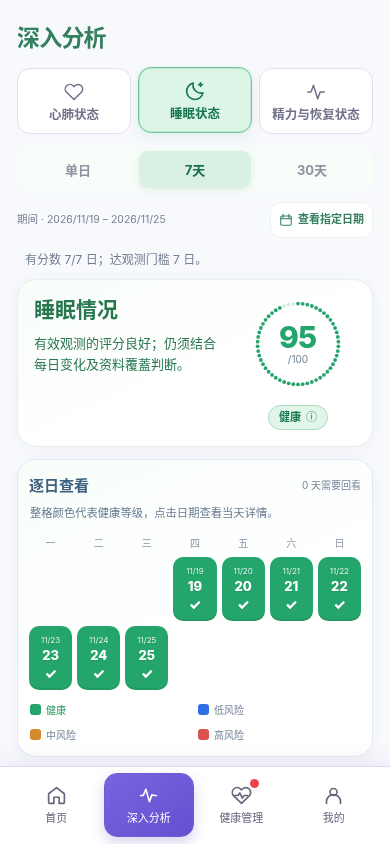 深入分析
心肺状态
睡眠状态
精力与恢复状态
单日
7天
30天
期间 · 2026/11/19 – 2026/11/25
查看指定日期
有分数 7/7 日；达观测门槛 7 日。
睡眠情况
有效观测的评分良好；仍须结合
每日变化及资料覆盖判断。
95
/100
健康 ⓘ
逐日查看
0 天需要回看
整格颜色代表健康等级，点击日期查看当天详情。
一 二 三 四 五 六 日
11/19 11/20 11/21 11/22
19 20 21 22
✓ ✓ ✓ ✓
11/23 11/24 11/25
23 24 25
✓ ✓ ✓
健康 低风险
中风险 高风险
首页 深入分析 健康管理 我的